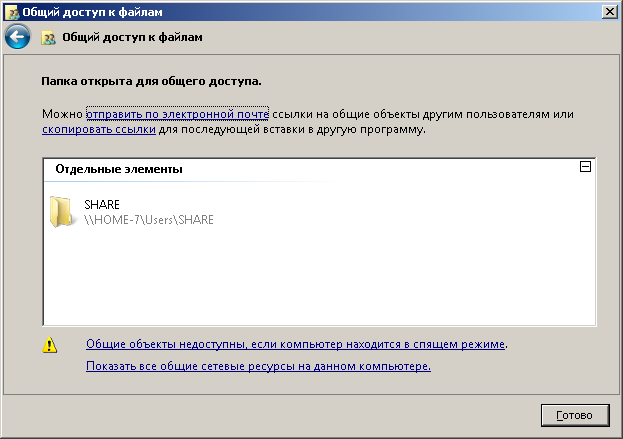 Общий доступ к файлам
Общий доступ к файлам
Папка открыта для общего доступа.
Можно отправить по электронной почте ссылки на общие объекты другим пользователям или
скопировать ссылки для последующей вставки в другую программу.
Отдельные элементы
SHARE
\\HOME-7\Users\SHARE
Общие объекты недоступны, если компьютер находится в спящем режиме.
Показать все общие сетевые ресурсы на данном компьютере.
Готово